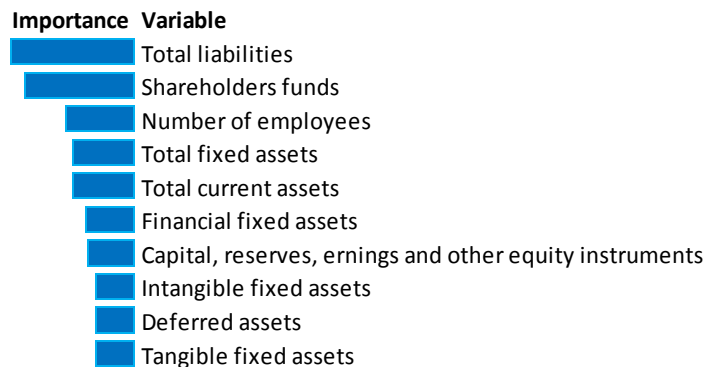 Importance Variable
Total liabilities
Shareholders funds
Number of employees
Total fixed assets
Total current assets
Financial fixed assets
Capital, reserves, ernings and other equity instruments
Intangible fixed assets
Deferred assets
Tangible fixed assets